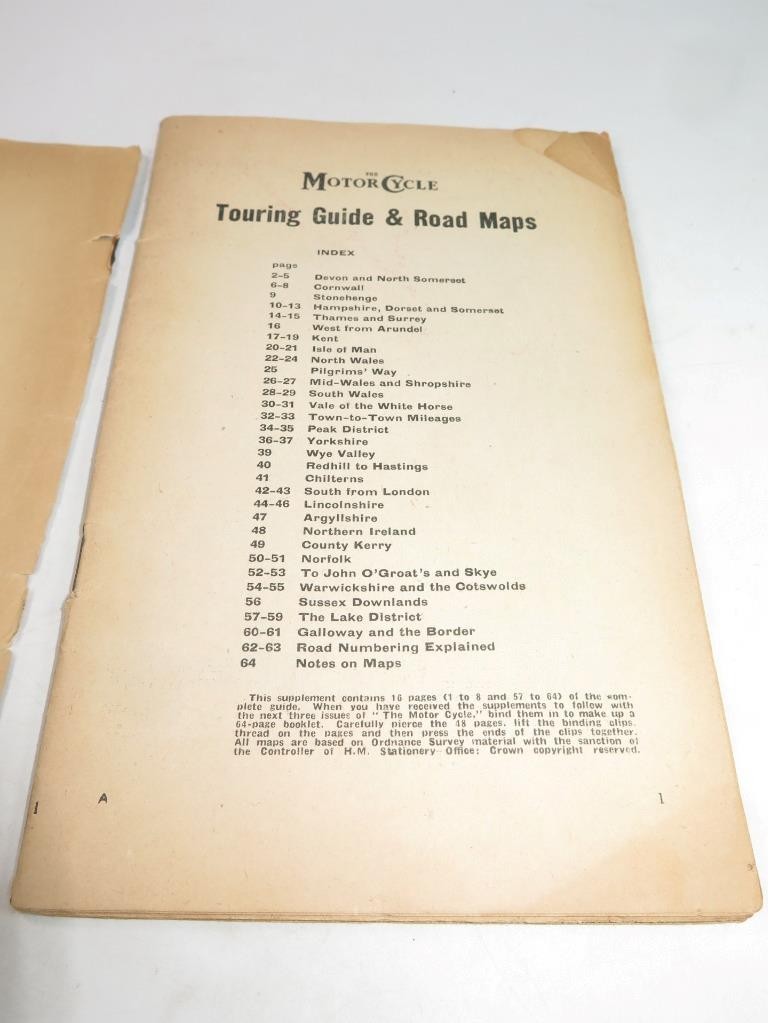 THE
MOTOR CYCLE
Touring Guide & Road Maps
INDEX
page
2-5 Devon and North Somerset
6-8 Cornwall
9 Stonehenge
10-13 Hampshire, Dorset and Somerset
14-15 Thames and Surrey
16 West from Arundel
17-19 Kent
20-21 Isle of Man
22-24 North Wales
25 Pilgrims' Way
26-27 Mid-Wales and Shropshire
28-29 South Wales
30-31 Vale of the White Horse
32-33 Town-to-Town Mileages
34-35 Peak District
36-37 Yorkshire
39 Wye Valley
40 Redhill to Hastings
41 Chilterns
42-43 South from London
44-46 Lincolnshire
47 Argyllshire
48 Northern Ireland
49 County Kerry
50-51 Norfolk
52-53 To John O'Groat's and Skye
54-55 Warwickshire and the Cotswolds
56 Sussex Downlands
57-59 The Lake District
60-61 Galloway and the Border
62-63 Road Numbering Explained
64 Notes on Maps
This supplement contains 16 pages (1 to 8 and 57 to 64) of the com-
plete guide. When you have received the supplements to follow with
the next three issues of "The Motor Cycle," bind them in to make up a
64-page booklet. Carefully pierce the 48 pages, lift the binding clips,
thread on the pages and then press the ends of the clips together.
All maps are based on Ordnance Survey material with the sanction of
the Controller of H.M. Stationery Office: Crown copyright reserved.
1 A 1